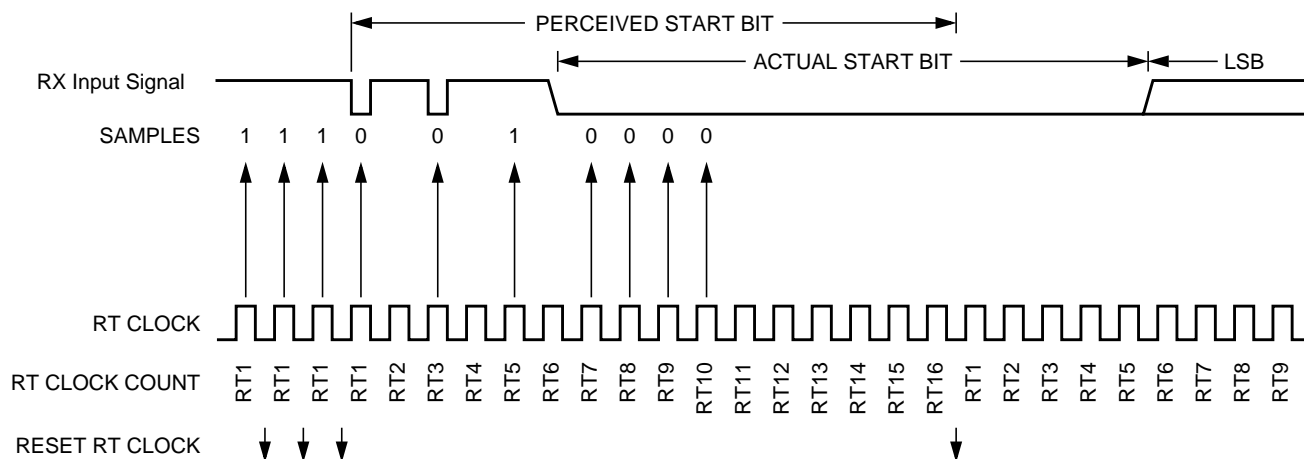 PERCEIVED START BIT
ACTUAL START BIT
LSB
RX Input Signal
SAMPLES 1 1 1 0 0 1 0 0 0 0
RT CLOCK
RT CLOCK COUNT RT1 RT1 RT1 RT1 RT2 RT3 RT4 RT5 RT6 RT7 RT8 RT9 RT10 RT11 RT12 RT13 RT14 RT15 RT16 RT1 RT2 RT3 RT4 RT5 RT6 RT7 RT8 RT9
RESET RT CLOCK